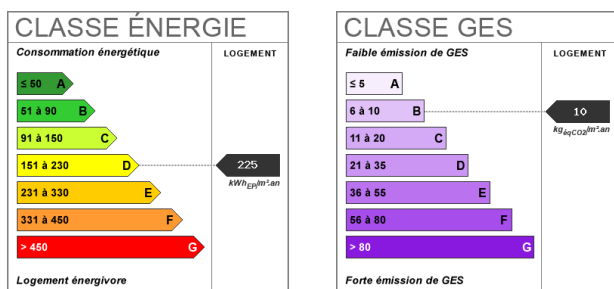 CLASSE ÉNERGIE
Consommation énergétique
LOGEMENT
≤ 50 A
51 à 90 B
91 à 150 C
151 à 230 D
225
kWhEP/m².an
231 à 330 E
331 à 450 F
> 450 G
Logement énergivore
CLASSE GES
Faible émission de GES
LOGEMENT
≤ 5 A
6 à 10 B
10
kgéqCO2/m².an
11 à 20 C
21 à 35 D
36 à 55 E
56 à 80 F
> 80 G
Forte émission de GES